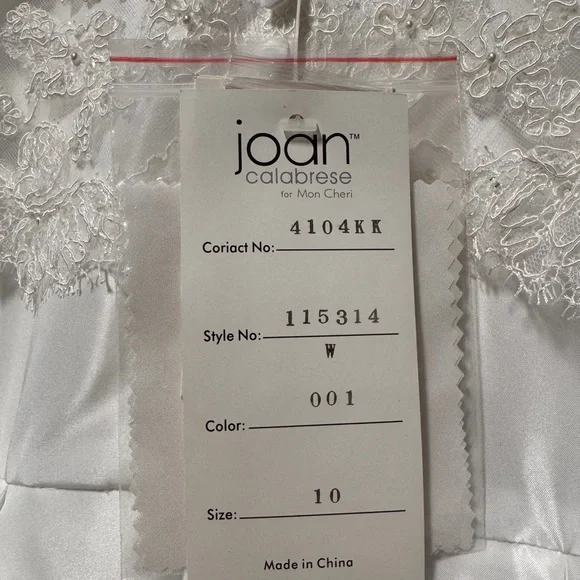 joan™
calabrese
for Mon Cheri
Coriact No: 4104KK
Style No: 115314
W
Color: 001
Size: 10
Made in China